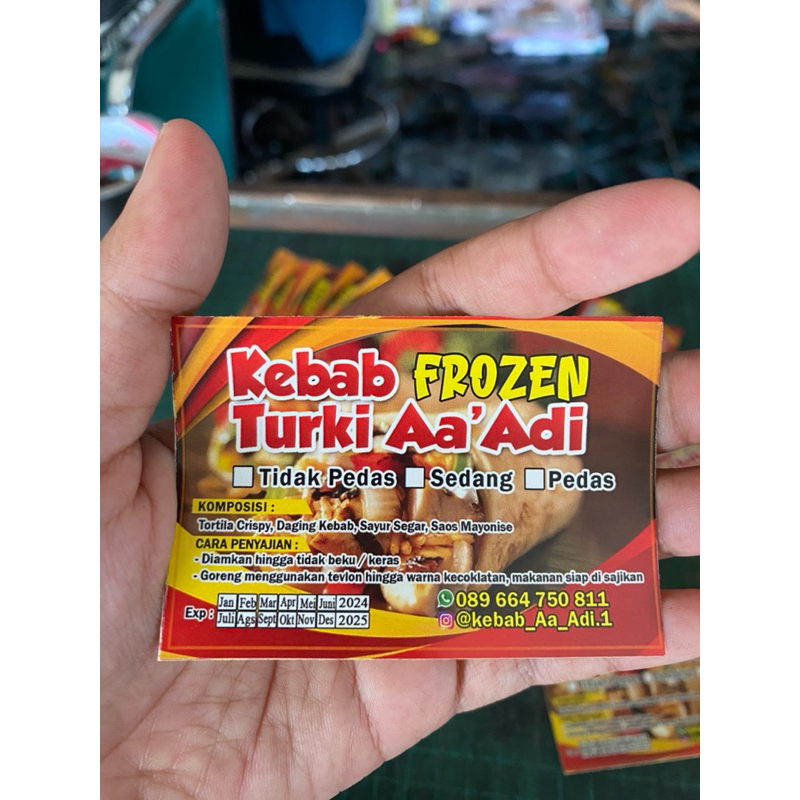 Kebab FROZEN
Turki Aa'Adi
Tidak Pedas Sedang Pedas
KOMPOSISI :
Tortila Crispy, Daging Kebab, Sayur Segar, Saos Mayonise
CARA PENYAJIAN :
- Diamkan hingga tidak beku / keras
- Goreng menggunakan tevlon hingga warna kecoklatan, makanan siap di sajikan
Exp : Jan Feb Mar Apr Mei Juni 2024
Juli Ags Sept Okt Nov Des 2025
089 664 750 811
@kebab_Aa_Adi.1